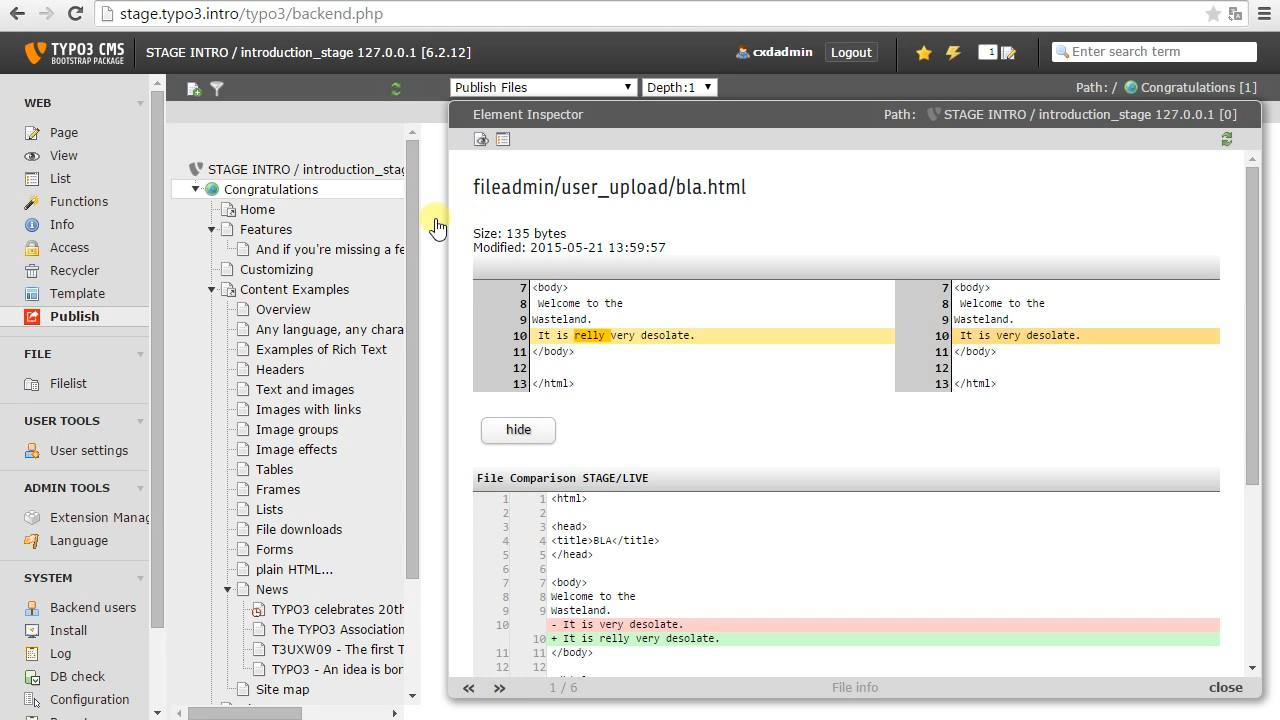 stage.typo3.intro/typo3/backend.php
TYPO3 CMS
BOOTSTRAP PACKAGE
STAGE INTRO / introduction_stage 127.0.0.1 [6.2.12]
cxdadmin
Logout
1
Enter search term
WEB
Page
View
List
Functions
Info
Access
Recycler
Template
Publish
FILE
Filelist
USER TOOLS
User settings
ADMIN TOOLS
Extension Manag
Language
SYSTEM
Backend users
Install
Log
DB check
Configuration
STAGE INTRO / introduction_stag
Congratulations
Home
Features
And if you're missing a fe
Customizing
Content Examples
Overview
Any language, any chara
Examples of Rich Text
Headers
Text and images
Images with links
Image groups
Image effects
Tables
Frames
Lists
File downloads
Forms
plain HTML...
News
TYPO3 celebrates 20th
The TYPO3 Association
T3UXW09 - The first T
TYPO3 - An idea is bor
Site map
Publish Files
Depth:1
Path: / Congratulations [1]
Element Inspector
Path: STAGE INTRO / introduction_stage 127.0.0.1 [0]
fileadmin/user_upload/bla.html
Size: 135 bytes
Modified: 2015-05-21 13:59:57
7 <body> 7 <body>
8 Welcome to the 8 Welcome to the
9 Wasteland. 9 Wasteland.
10 It is relly very desolate. 10 It is very desolate.
11 </body> 11 </body>
12 12
13 </html> 13 </html>
hide
File Comparison STAGE/LIVE
1 1 <html>
2 2
3 3 <head>
4 4 <title>BLA</title>
5 5 </head>
6 6
7 7 <body>
8 8 Welcome to the
9 9 Wasteland.
10 - It is very desolate.
10 + It is relly very desolate.
11 11 </body>
12 12
« » 1 / 6
File info
close